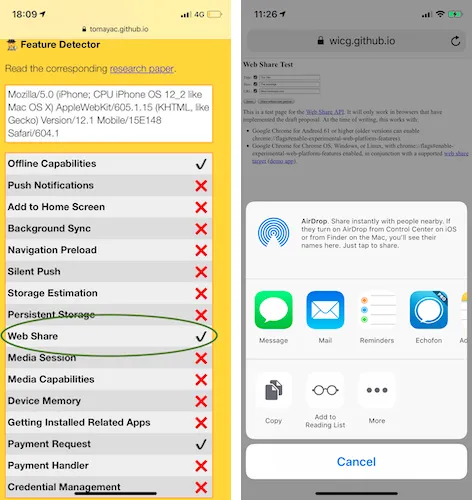 18:09
4G
tomayac.github.io
Feature Detector
Read the corresponding research paper.
Mozilla/5.0 (iPhone; CPU iPhone OS 12_2 like
Mac OS X) AppleWebKit/605.1.15 (KHTML, like
Gecko) Version/12.1 Mobile/15E148
Safari/604.1
Offline Capabilities
Push Notifications
Add to Home Screen
Background Sync
Navigation Preload
Silent Push
Storage Estimation
Persistent Storage
Web Share
Media Session
Media Capabilities
Device Memory
Getting Installed Related Apps
Payment Request
Payment Handler
Credential Management
11:26
wicg.github.io
Web Share Test
This is a test page for the Web Share API. It will only work in browsers that have
implemented the draft proposal. As at the time of writing, this works with:
Google Chrome for Android 61 or higher (older versions can enable
chrome://flags#enable-experimental-web-platform-features).
Google Chrome for Chrome OS, Windows, or Linux, with chrome://flags#enable-
experimental-web-platform-features enabled, in conjunction with a supported web share
target (demo app).
AirDrop. Share instantly with people nearby. If
they turn on AirDrop from Control Center on iOS
or from Finder on the Mac, you'll see their
names here. Just tap to share.
Message
Mail
Reminders
Echofon
Copy
Add to
Reading List
More
Cancel